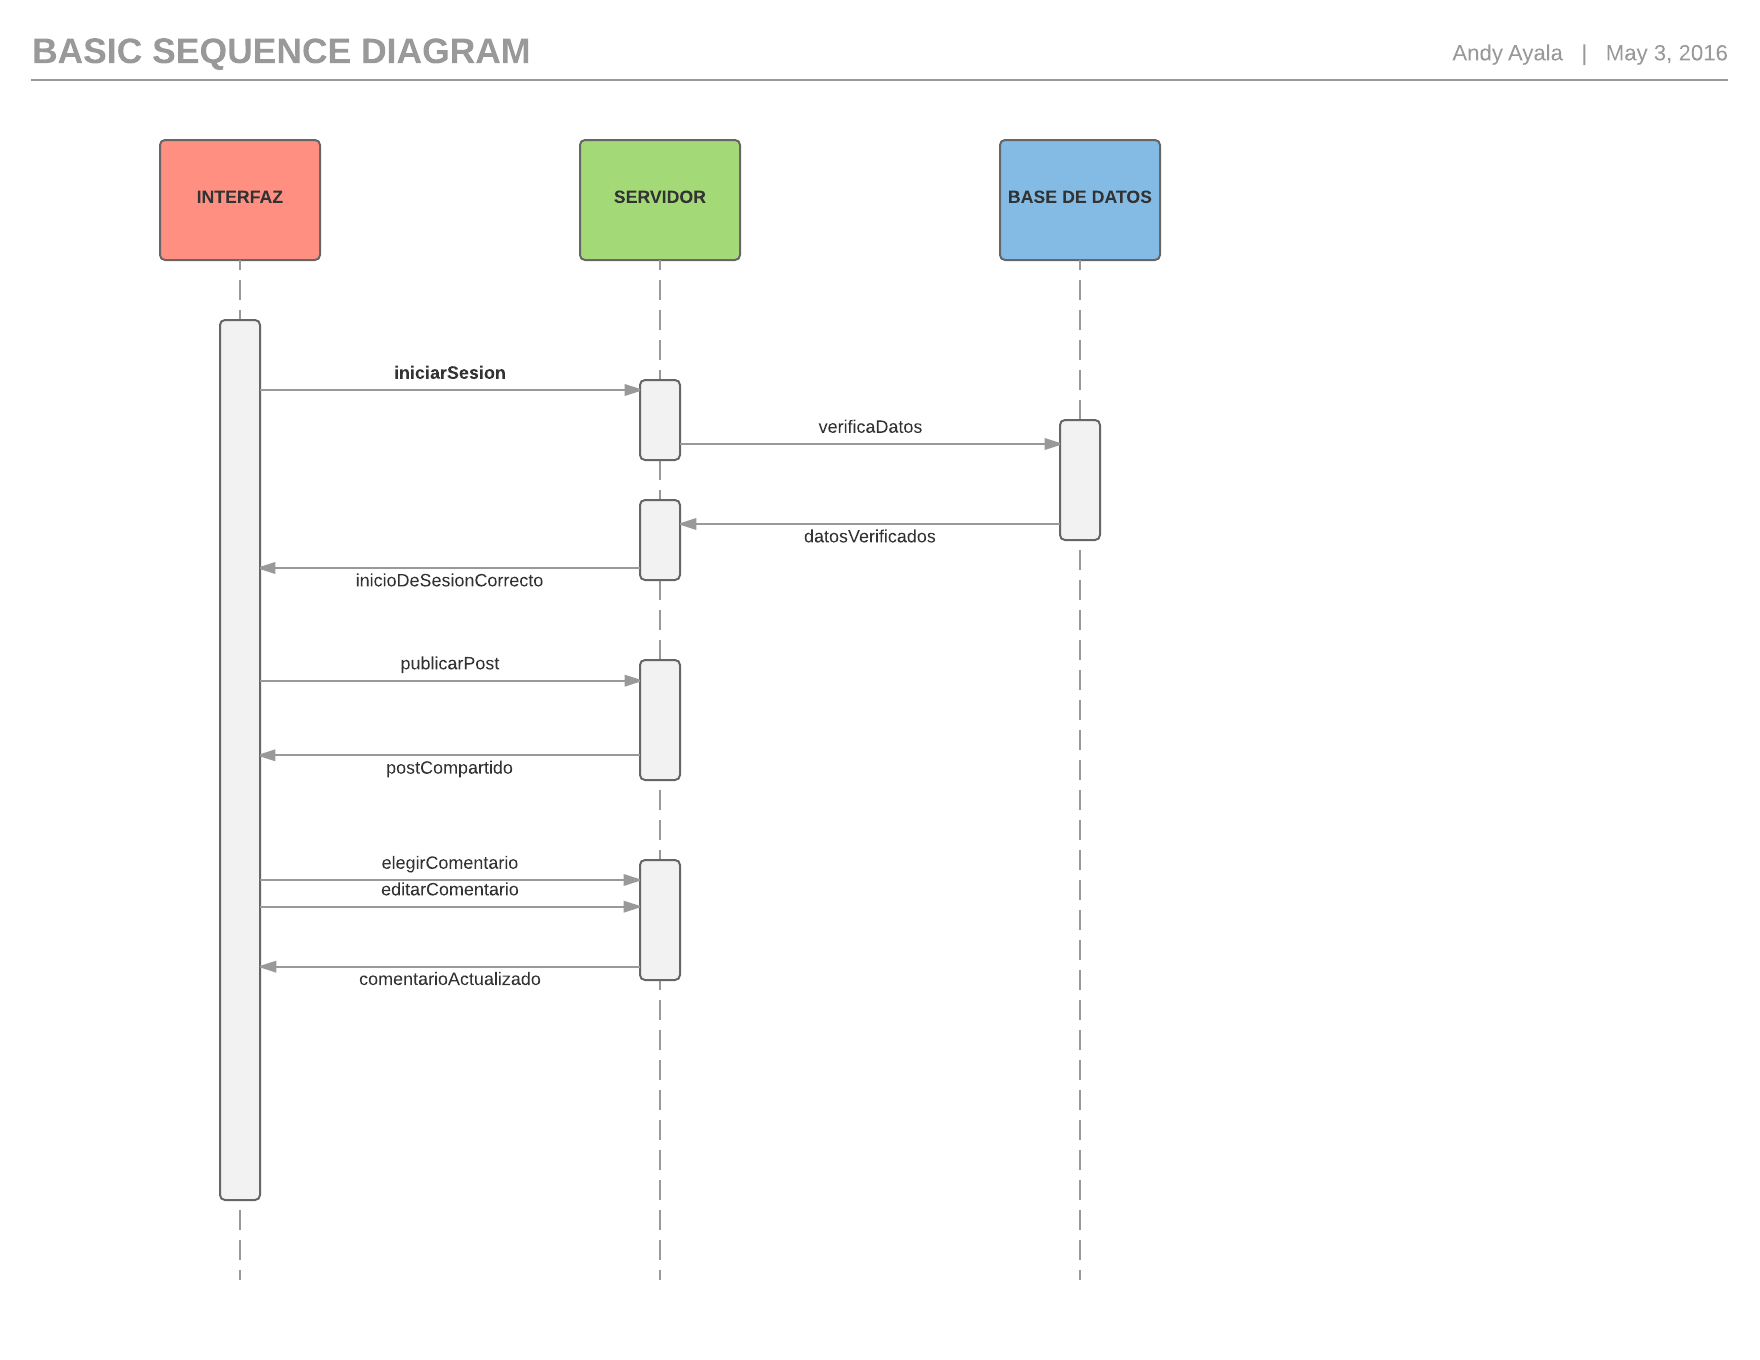 BASIC SEQUENCE DIAGRAM
Andy Ayala | May 3, 2016
INTERFAZ
SERVIDOR
BASE DE DATOS
iniciarSesion
verificaDatos
datosVerificados
inicioDeSesionCorrecto
publicarPost
postCompartido
elegirComentario
editarComentario
comentarioActualizado